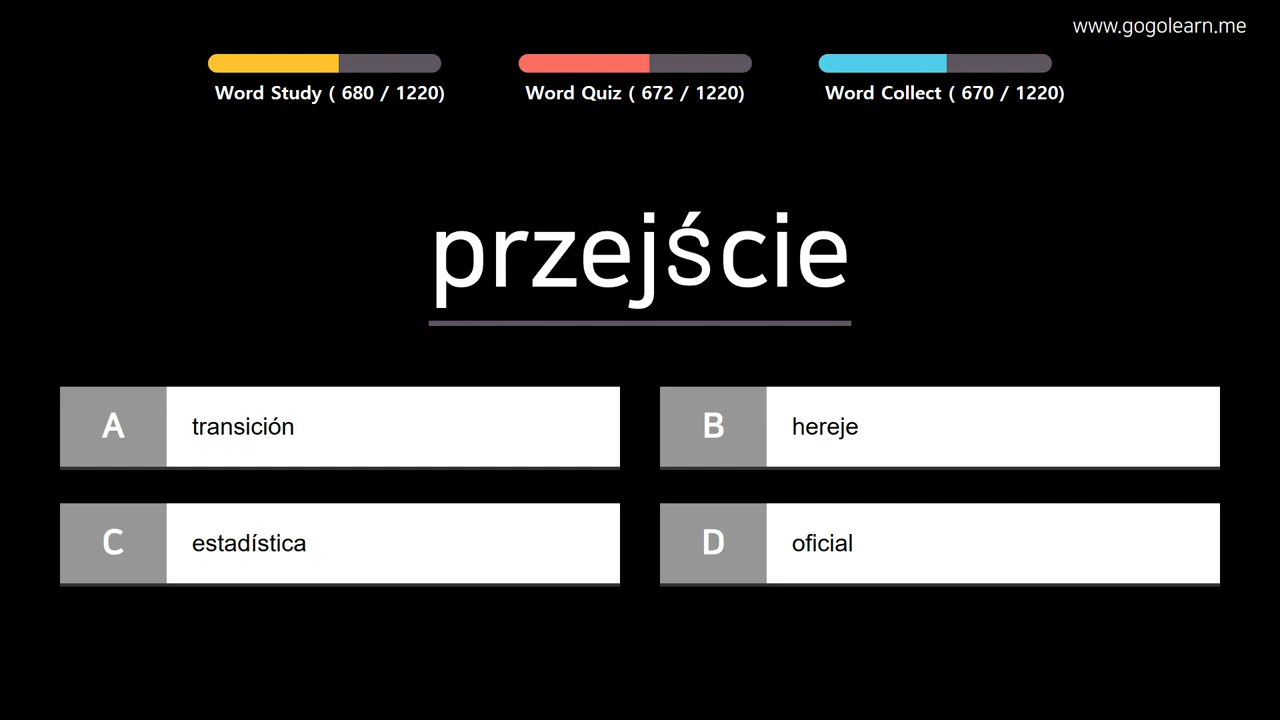 www.gogolearn.me
Word Study ( 680 / 1220)
Word Quiz ( 672 / 1220)
Word Collect ( 670 / 1220)
przejście
A transición
B hereje
C estadística
D oficial